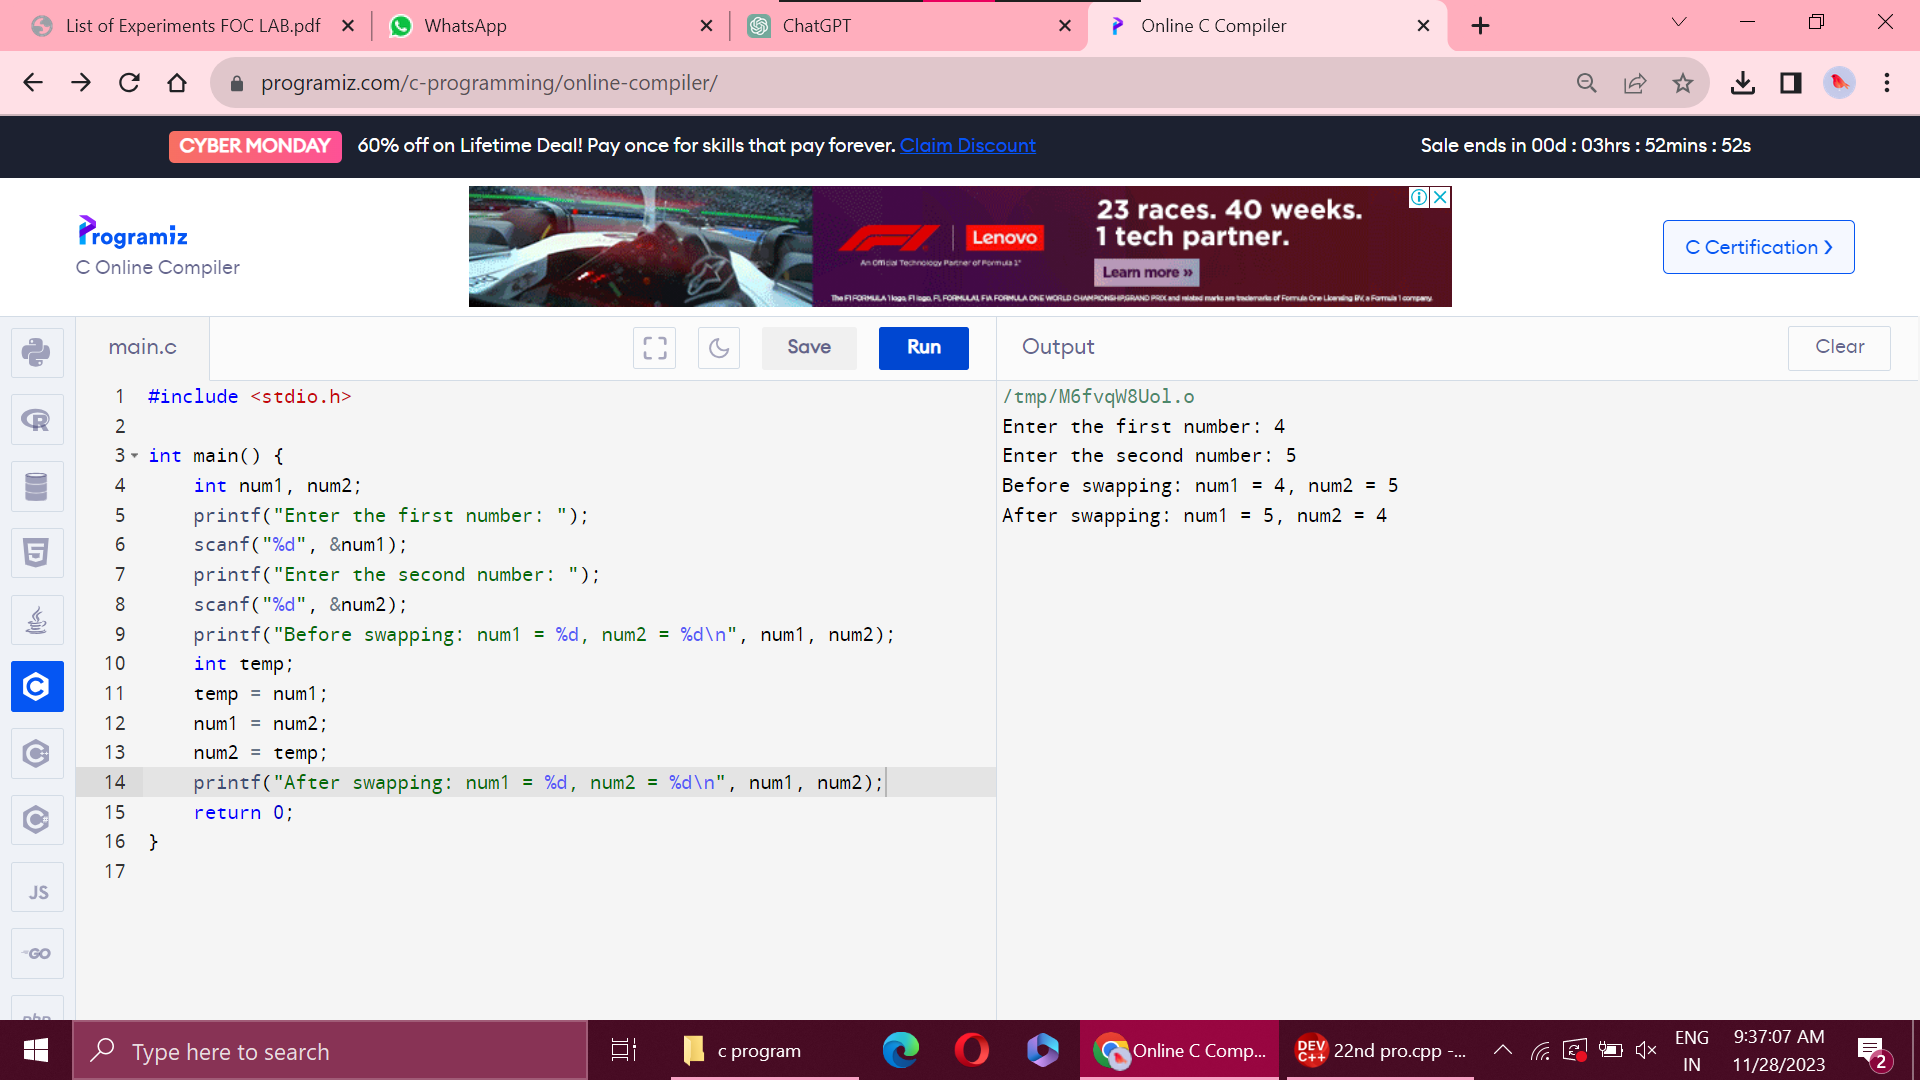 List of Experiments FOC LAB.pdf
WhatsApp
ChatGPT
Online C Compiler
programiz.com/c-programming/online-compiler/
CYBER MONDAY 60% off on Lifetime Deal! Pay once for skills that pay forever. Claim Discount
Sale ends in 00d : 03hrs : 52mins : 52s
Programiz
C Online Compiler
An Official Technology Partner of Formula 1®
Lenovo
23 races. 40 weeks.
1 tech partner.
Learn more »
C Certification >
main.c
Save
Run
Output
Clear
1 #include <stdio.h>
2
3 int main() {
4     int num1, num2;
5     printf("Enter the first number: ");
6     scanf("%d", &num1);
7     printf("Enter the second number: ");
8     scanf("%d", &num2);
9     printf("Before swapping: num1 = %d, num2 = %d\n", num1, num2);
10     int temp;
11     temp = num1;
12     num1 = num2;
13     num2 = temp;
14     printf("After swapping: num1 = %d, num2 = %d\n", num1, num2);
15     return 0;
16 }
17
/tmp/M6fvqW8Uol.o
Enter the first number: 4
Enter the second number: 5
Before swapping: num1 = 4, num2 = 5
After swapping: num1 = 5, num2 = 4
JS
GO
php
Type here to search
c program
Online C Comp...
DEV C++
22nd pro.cpp -...
ENG
IN
9:37:07 AM
11/28/2023
2